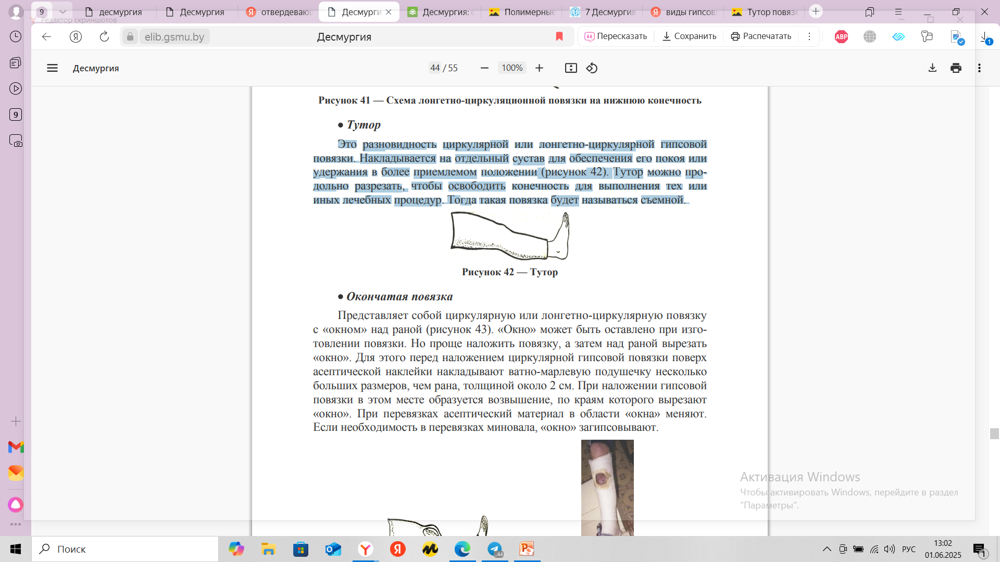 9
десмургия
Десмургия
отвердеваю
Десмурги
Десмургия: с
Полимерные
7 Десмургия
виды гипсов
Тутор повязк
Редактор скриншотов
elib.gsmu.by
Десмургия
Пересказать
Сохранить
Распечатать
ABP
1
Десмургия
44 / 55
100%
9
Рисунок 41 — Схема лонгетно-циркуляционной повязки на нижнюю конечность
● Тутор
Это разновидность циркулярной или лонгетно-циркулярной гипсовой
повязки. Накладывается на отдельный сустав для обеспечения его покоя или
удержания в более приемлемом положении (рисунок 42). Тутор можно про-
дольно разрезать, чтобы освободить конечность для выполнения тех или
иных лечебных процедур. Тогда такая повязка будет называться съемной.
Рисунок 42 — Тутор
● Окончатая повязка
Представляет собой циркулярную или лонгетно-циркулярную повязку
с «окном» над раной (рисунок 43). «Окно» может быть оставлено при изго-
товлении повязки. Но проще наложить повязку, а затем над раной вырезать
«окно». Для этого перед наложением циркулярной гипсовой повязки поверх
асептической наклейки накладывают ватно-марлевую подушечку несколько
больших размеров, чем рана, толщиной около 2 см. При наложении гипсовой
повязки в этом месте образуется возвышение, по краям которого вырезают
«окно». При перевязках асептический материал в области «окна» меняют.
Если необходимость в перевязках миновала, «окно» загипсовывают.
Активация Windows
Чтобы активировать Windows, перейдите в раздел
"Параметры".
Поиск
РУС
13:02
01.06.2025
1